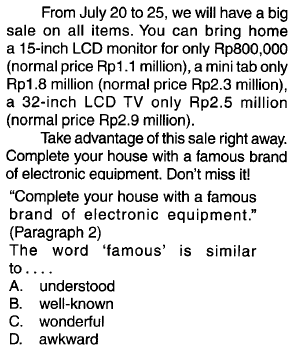 From July 20 to 25, we will have a big
sale on all items. You can bring home
a 15-inch LCD monitor for only Rp800,000
(normal price Rp1.1 million), a mini tab only
Rp1.8 million (normal price Rp2.3 million),
a 32-inch LCD TV only Rp2.5 million
(normal price Rp2.9 million).
Take advantage of this sale right away.
Complete your house with a famous brand
of electronic equipment. Don't miss it!
“Complete your house with a famous
brand of electronic equipment.”
(Paragraph 2)
The word ‘famous’ is similar
to . . . .
A. understood
B. well-known
C. wonderful
D. awkward